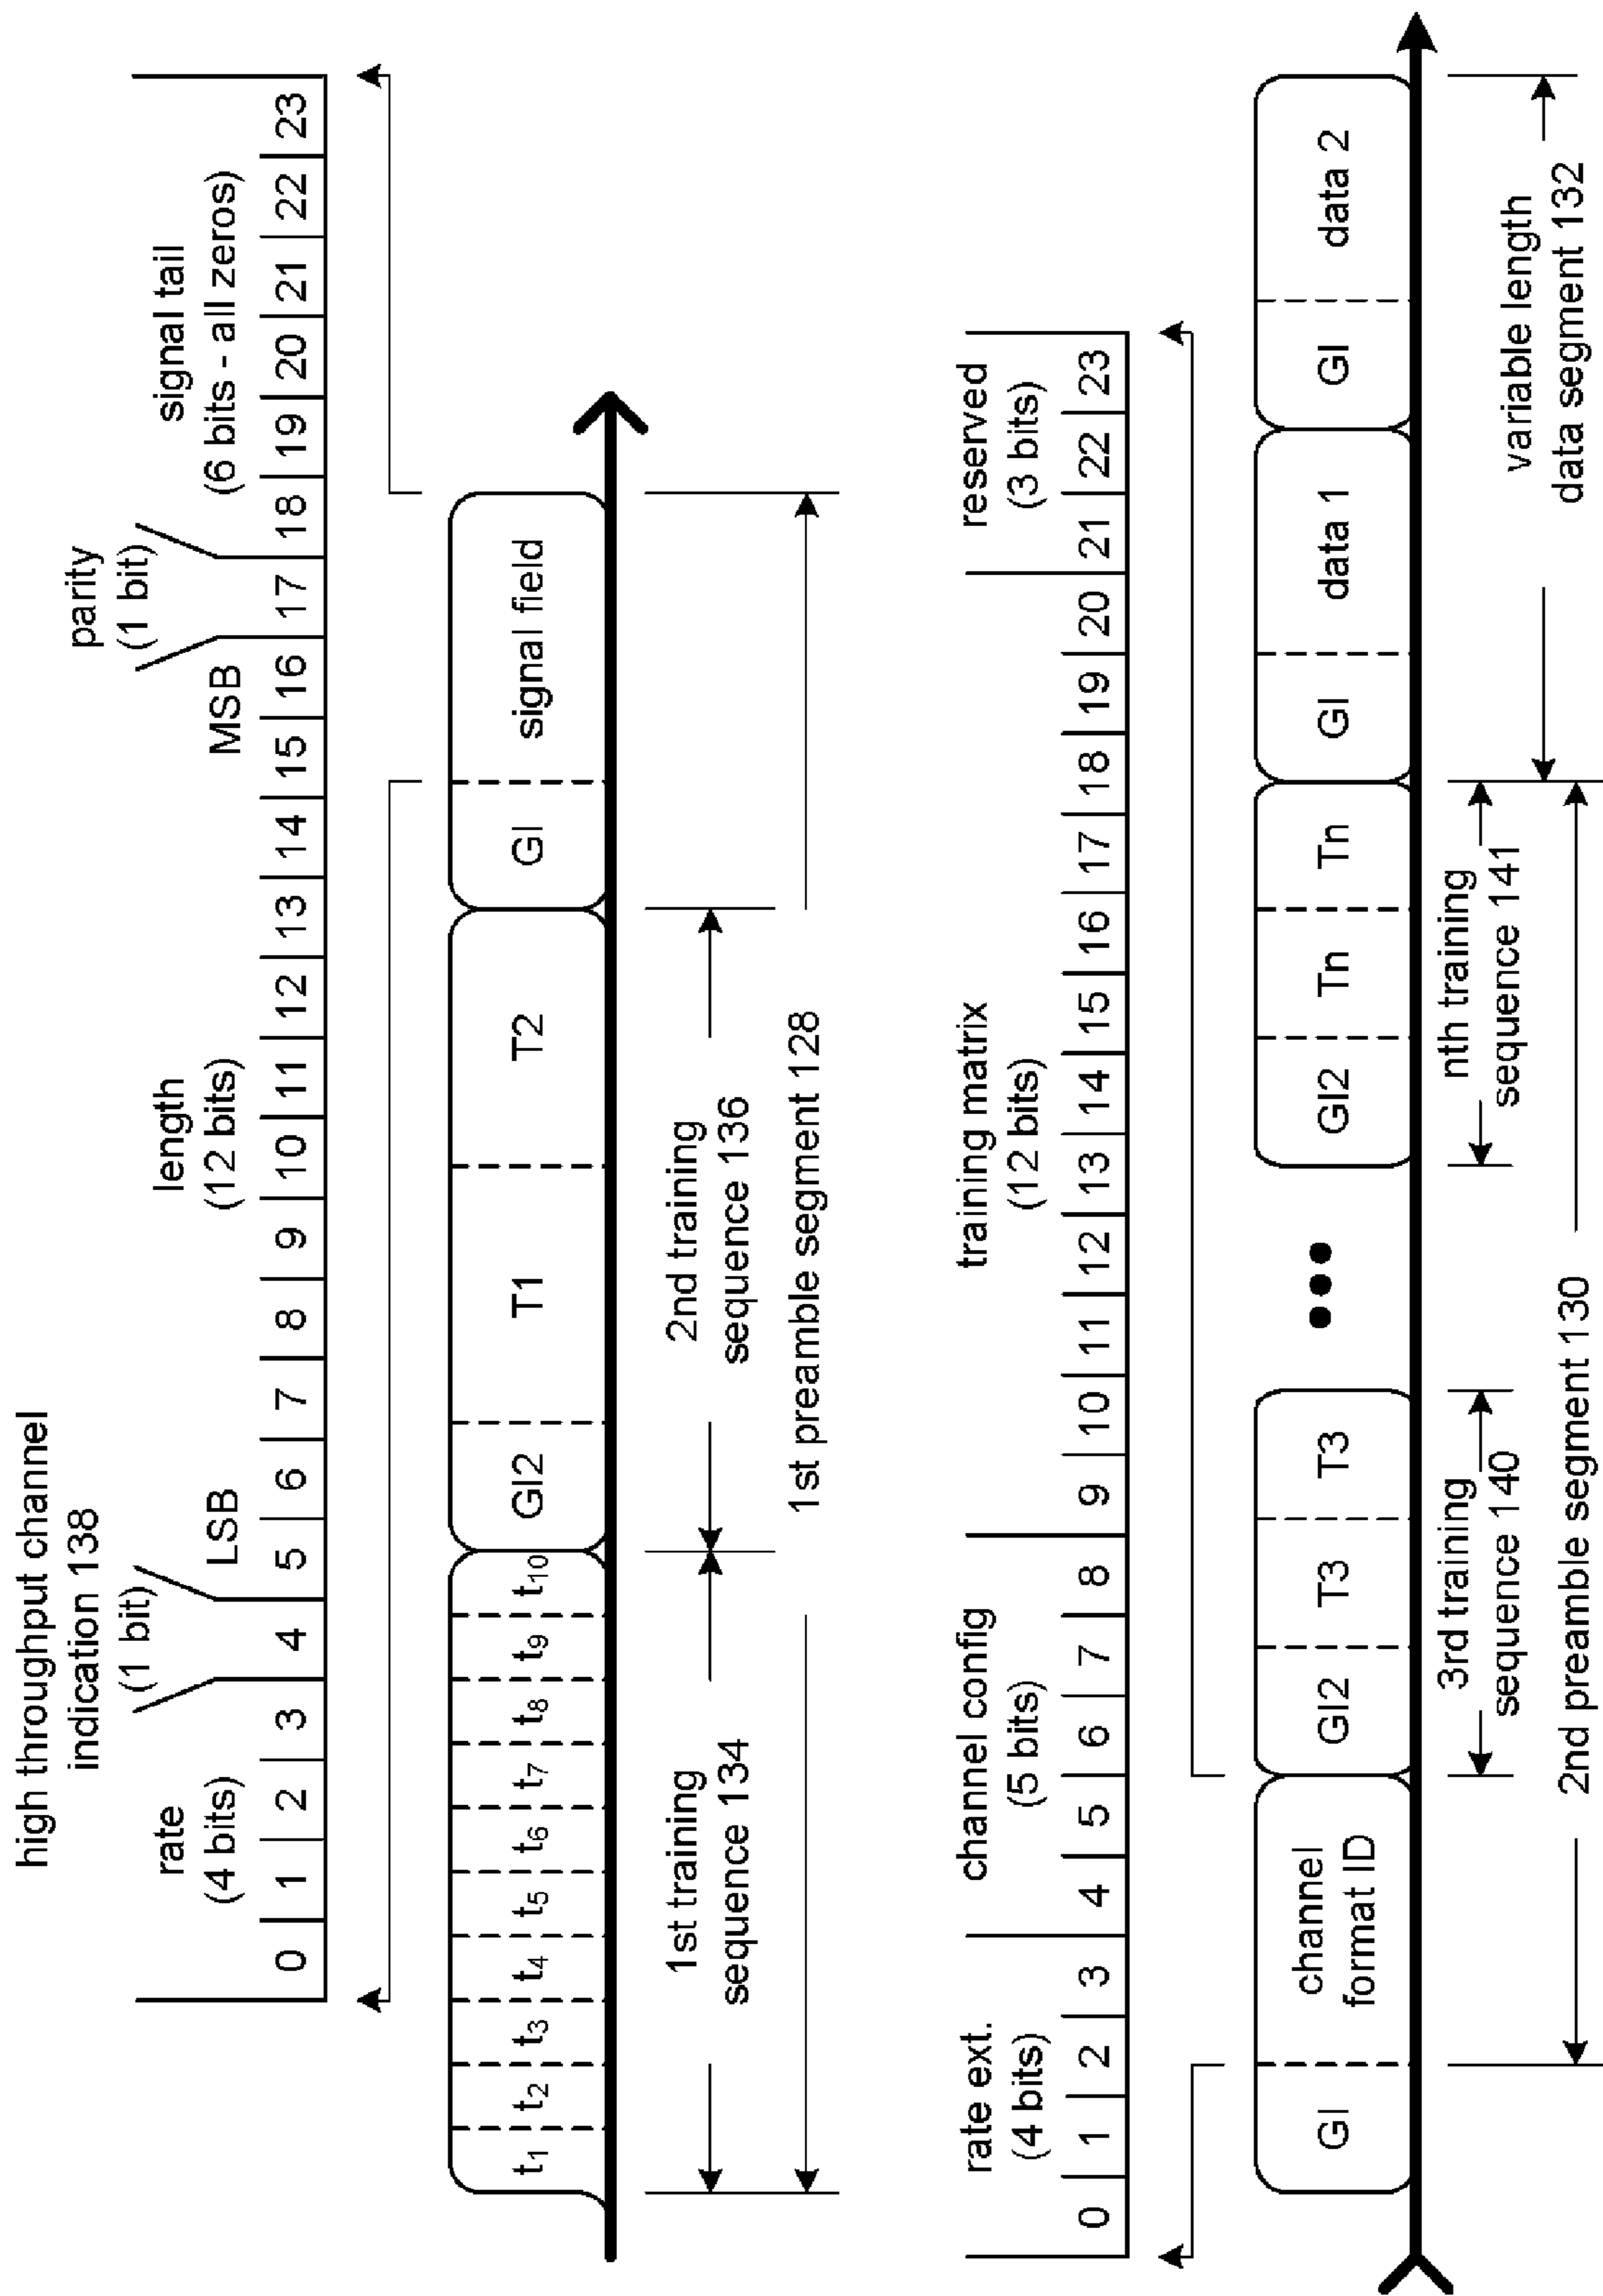 high throughput channel
indication 138
(1 bit)
parity
(1 bit)
rate
(4 bits)
LSB
length
(12 bits)
MSB
signal tail
(6 bits - all zeros)
0 1 2 3 4 5 6 7 8 9 10 11 12 13 14 15 16 17 18 19 20 21 22 23
t1 t2 t3 t4 t5 t6 t7 t8 t9 t10 GI2 T1 T2 GI signal field
1st training
sequence 134
2nd training
sequence 136
1st preamble segment 128
rate ext.
(4 bits)
channel config
(5 bits)
training matrix
(12 bits)
reserved
(3 bits)
0 1 2 3 4 5 6 7 8 9 10 11 12 13 14 15 16 17 18 19 20 21 22 23
GI
channel
format ID
GI2 T3 T3 ••• GI2 Tn Tn GI data 1 GI data 2
3rd training
sequence 140
nth training
sequence 141
variable length
data segment 132
2nd preamble segment 130